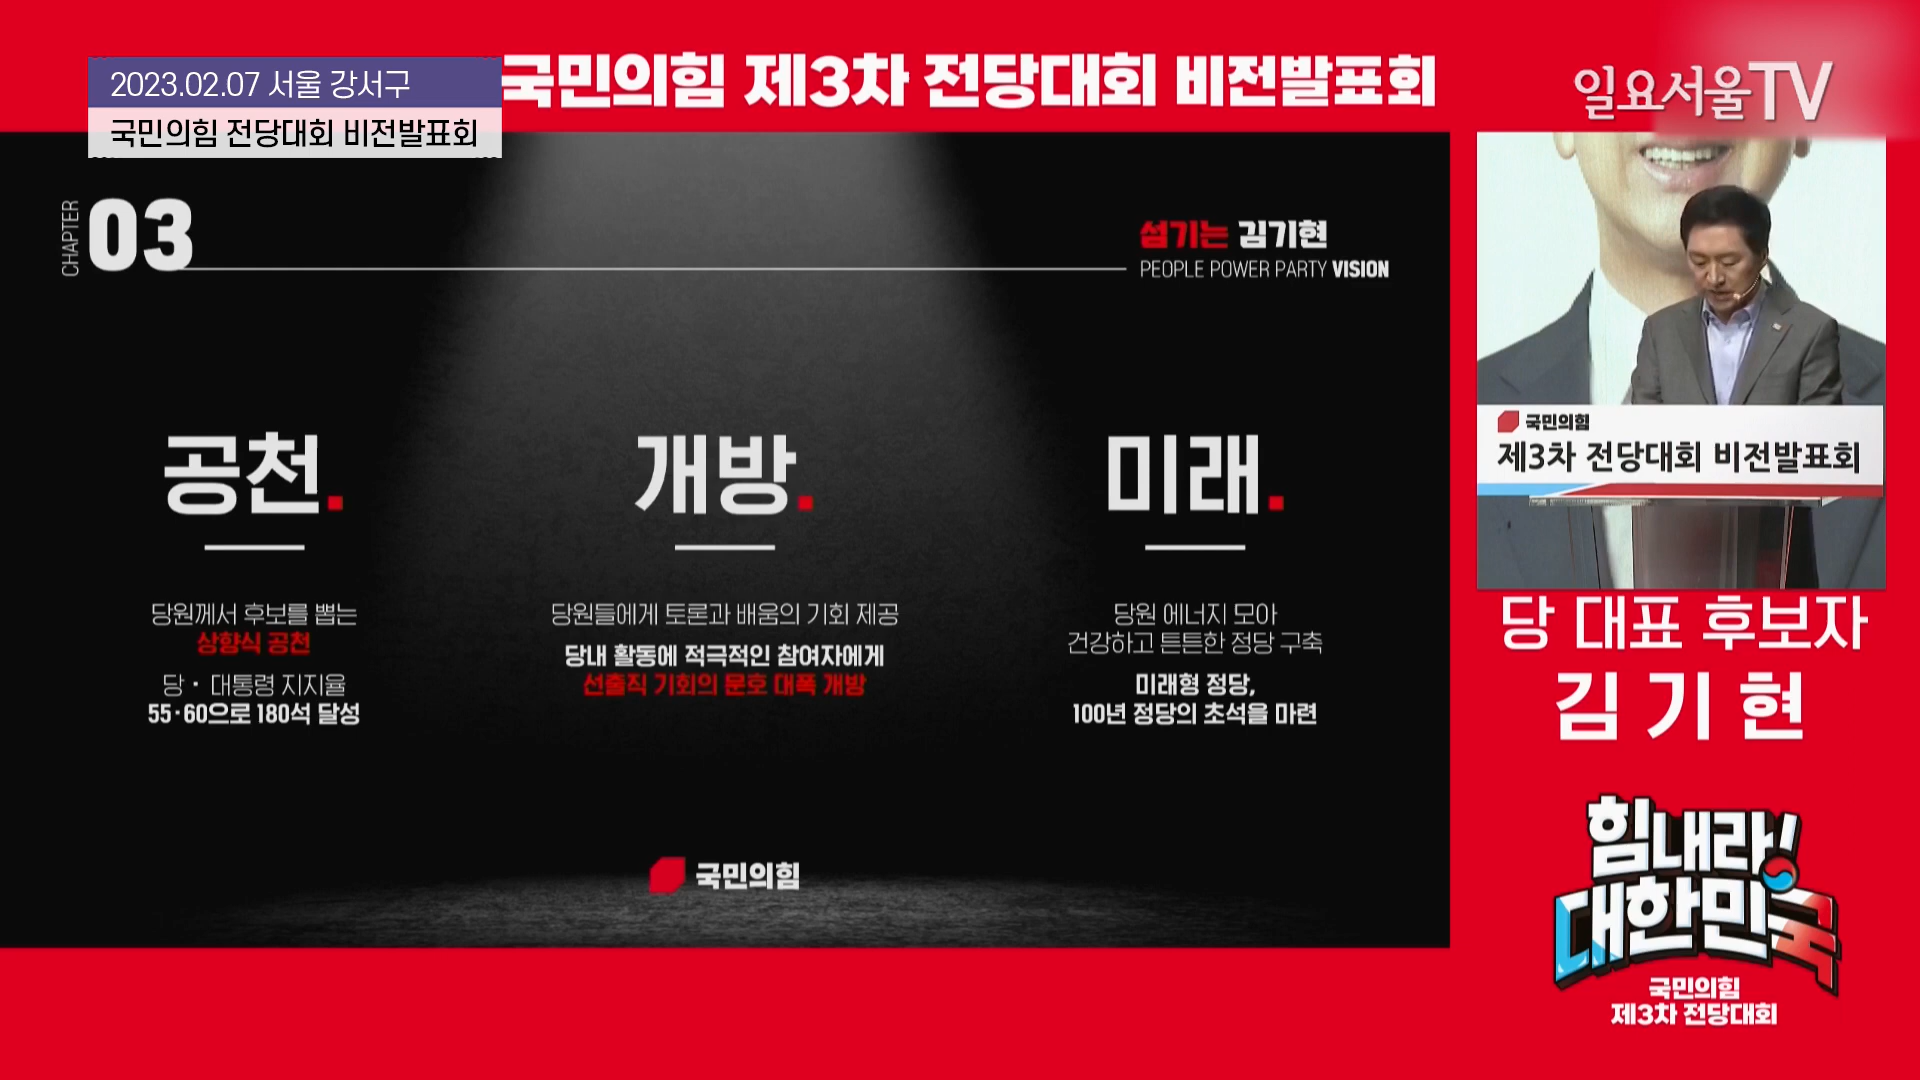 국민의힘 제3차 전당대회 비전발표회
2023.02.07 서울 강서구
국민의힘 전당대회 비전발표회
일요서울TV
CHAPTER
03
섬기는 김기현
PEOPLE POWER PARTY VISION
공천.
당원께서 후보를 뽑는
상향식 공천
당・대통령 지지율
55·60으로 180석 달성
개방.
당원들에게 토론과 배움의 기회 제공
당내 활동에 적극적인 참여자에게
선출직 기회의 문호 대폭 개방
미래.
당원 에너지 모아
건강하고 튼튼한 정당 구축
미래형 정당,
100년 정당의 초석을 마련
국민의힘
국민의힘
제3차 전당대회 비전발표회
당 대표 후보자
김기현
힘내라!
대한민국
국민의힘
제3차 전당대회